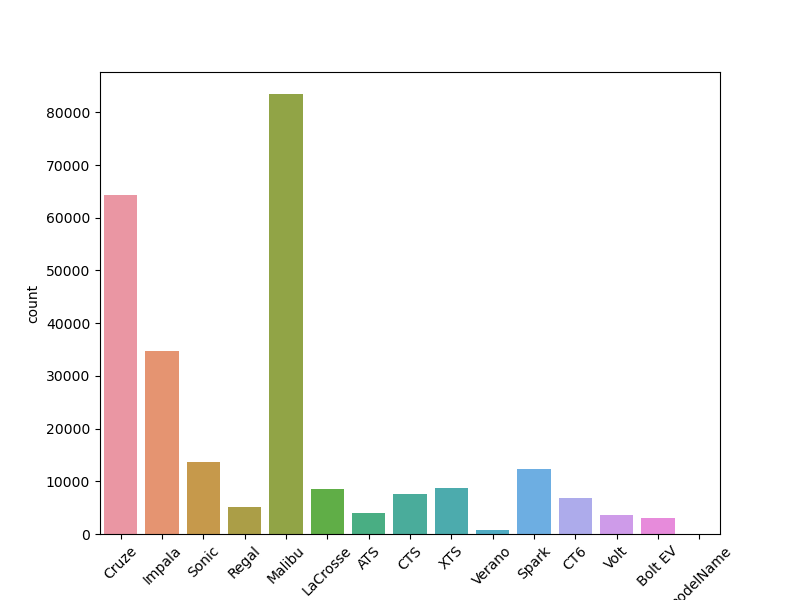 80000
70000
60000
50000
40000
30000
20000
10000
0
count
Cruze
Impala
Sonic
Regal
Malibu
LaCrosse
ATS
CTS
XTS
Verano
Spark
CT6
Volt
Bolt EV
odelName